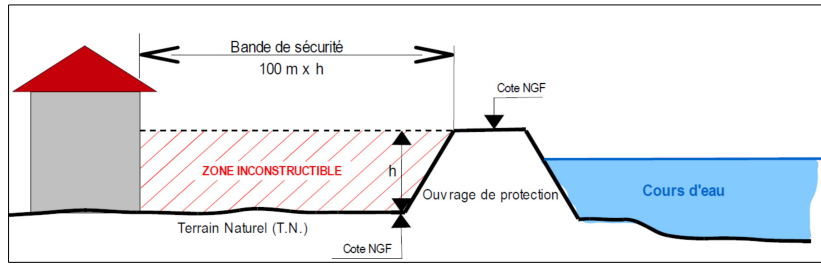 Bande de sécurité
100 m x h
Cote NGF
ZONE INCONSTRUCTIBLE
h
Ouvrage de protection
Cours d'eau
Terrain Naturel (T.N.)
Cote NGF